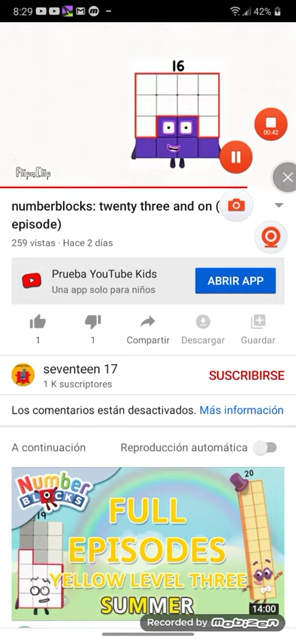 8:29
42%
16
00:42
FlipaClip
numberblocks: twenty three and on (
episode)
259 vistas · Hace 2 días
Prueba YouTube Kids
Una app solo para niños
ABRIR APP
1
1
Compartir
Descargar
Guardar
seventeen 17
1 K suscriptores
SUSCRIBIRSE
Los comentarios están desactivados. Más información
A continuación
Reproducción automática
Number
BLOCKS
19
20
FULL
EPISODES
YELLOW LEVEL THREE
SUMMER
14:00
Recorded by mobizen